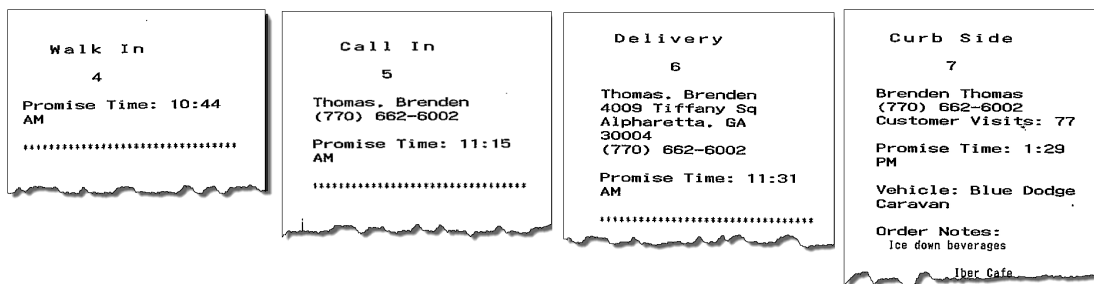 Walk In
4
Promise Time: 10:44
AM
*********************************
Call In
5
Thomas, Brenden
(770) 662-6002
Promise Time: 11:15
AM
*********************************
Delivery
6
Thomas, Brenden
4009 Tiffany Sq
Alpharetta, GA
30004
(770) 662-6002
Promise Time: 11:31
AM
*********************************
Curb Side
7
Brenden Thomas
(770) 662-6002
Customer Visits: 77
Promise Time: 1:29
PM
Vehicle: Blue Dodge
Caravan
Order Notes:
Ice down beverages
Iber Cafe